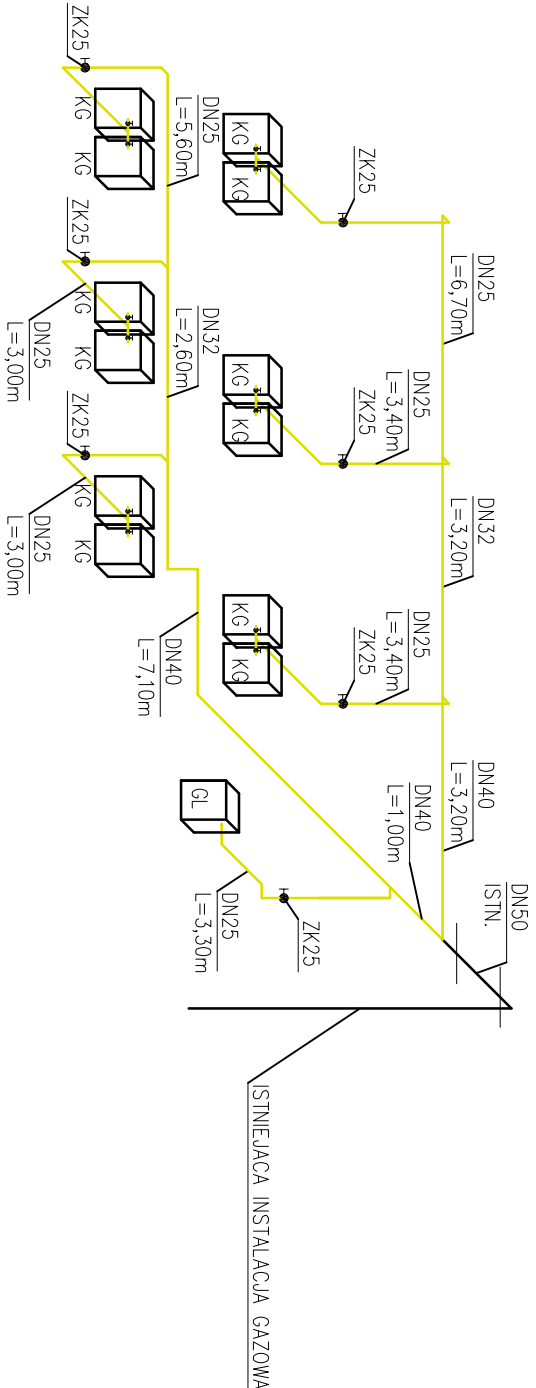 DN50
ISTN.
DN25
L=6,70m
DN32
L=3,20m
DN40
L=3,20m
ZK25
DN25
L=3,40m
ZK25
DN25
L=3,40m
ZK25
DN40
L=1,00m
ZK25
ISTNIEJACA INSTALACJA GAZOWA
KG
KG
KG
KG
KG
KG
DN25
L=3,30m
GL
DN25
L=5,60m
DN32
L=2,60m
DN40
L=7,10m
KG
KG
KG
KG
KG
KG
ZK25
ZK25
ZK25
DN25
L=3,00m
DN25
L=3,00m